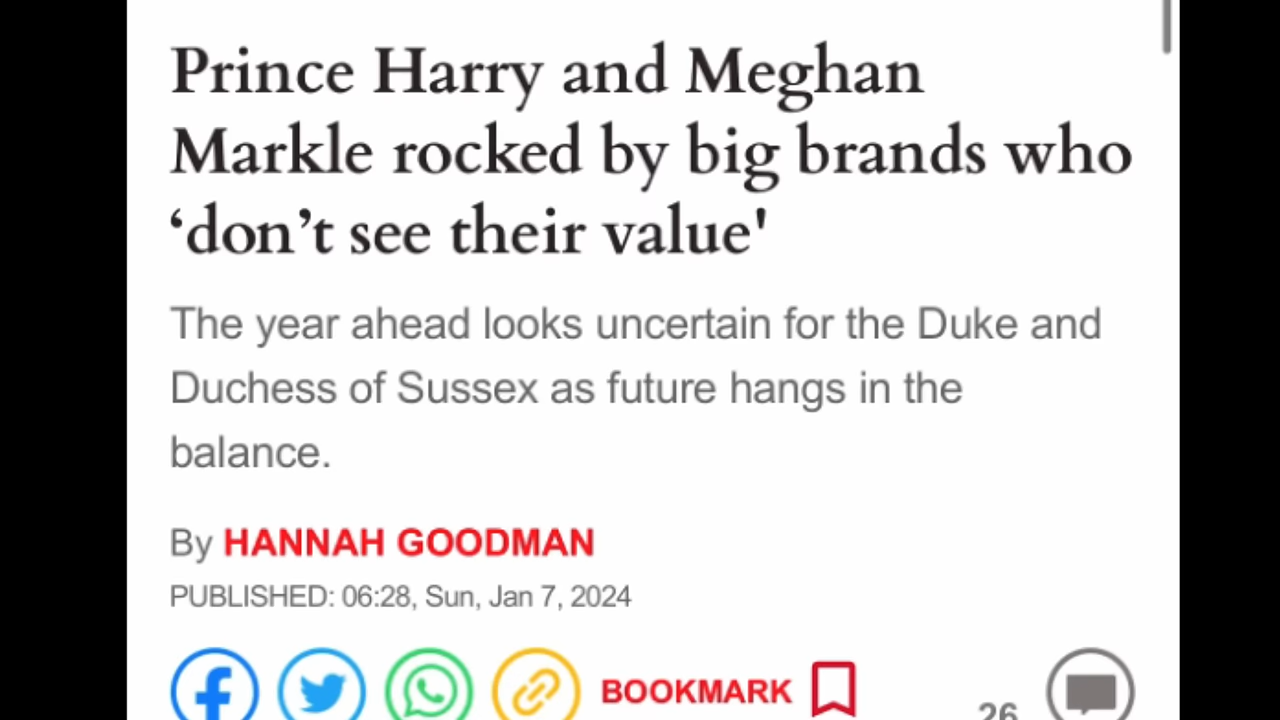 Prince Harry and Meghan
Markle rocked by big brands who
‘don’t see their value'
The year ahead looks uncertain for the Duke and
Duchess of Sussex as future hangs in the
balance.
By HANNAH GOODMAN
PUBLISHED: 06:28, Sun, Jan 7, 2024
BOOKMARK
26